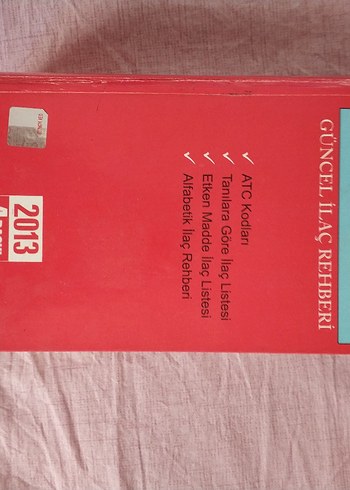 GÜNCEL İLAÇ REHBERİ
✓ ATC Kodları
✓ Tanılara Göre İlaç Listesi
✓ Etken Madde İlaç Listesi
✓ Alfabetik İlaç Rehberi
2013